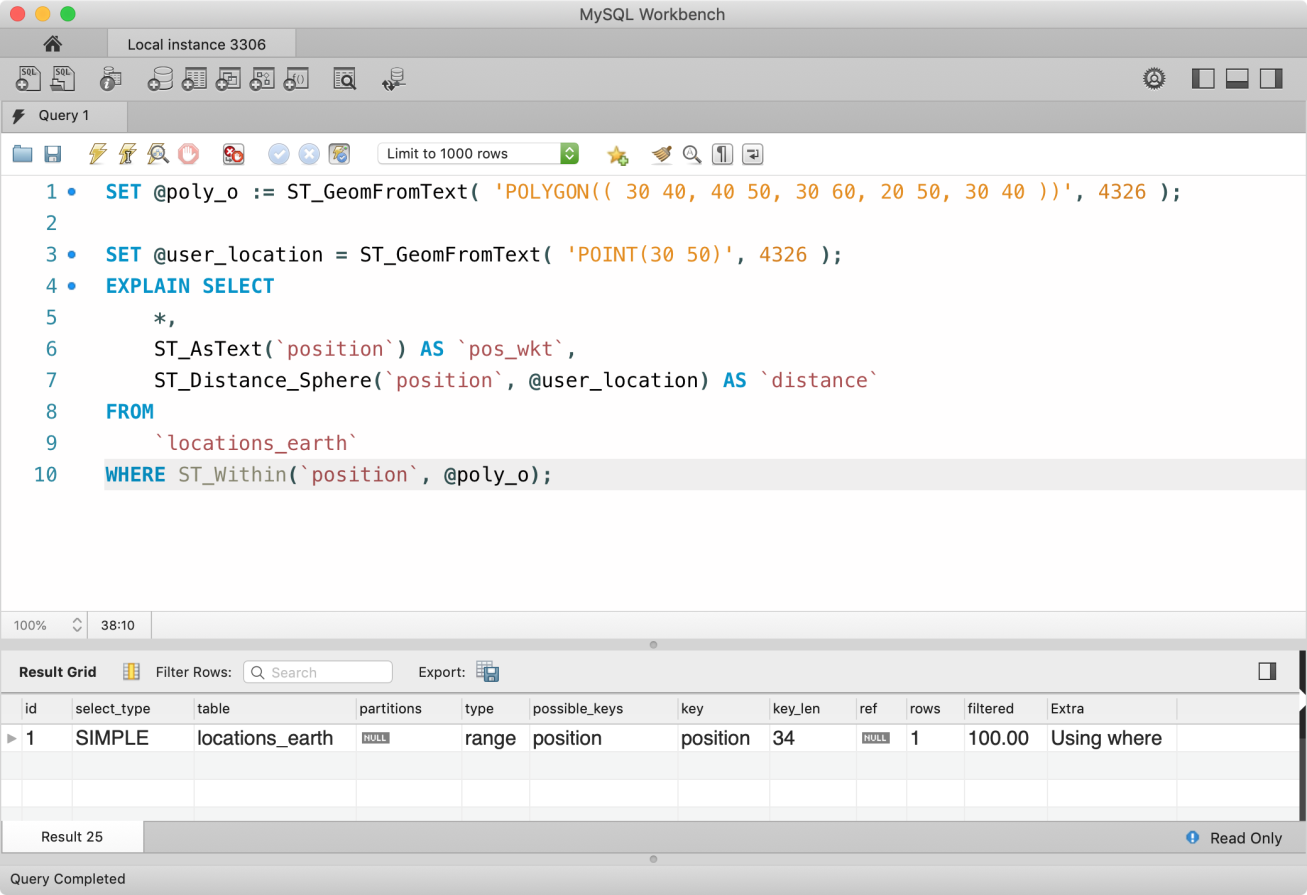 MySQL Workbench
Local instance 3306
SQL SQL
Query 1
Limit to 1000 rows
1 SET @poly_o := ST_GeomFromText( 'POLYGON(( 30 40, 40 50, 30 60, 20 50, 30 40 ))', 4326 );
2
3 SET @user_location = ST_GeomFromText( 'POINT(30 50)', 4326 );
4 EXPLAIN SELECT
5 *,
6 ST_AsText(`position`) AS `pos_wkt`,
7 ST_Distance_Sphere(`position`, @user_location) AS `distance`
8 FROM
9 `locations_earth`
10 WHERE ST_Within(`position`, @poly_o);
100% 38:10
Result Grid Filter Rows: Search Export:
id select_type table partitions type possible_keys key key_len ref rows filtered Extra
1 SIMPLE locations_earth NULL range position position 34 NULL 1 100.00 Using where
Result 25 Read Only
Query Completed